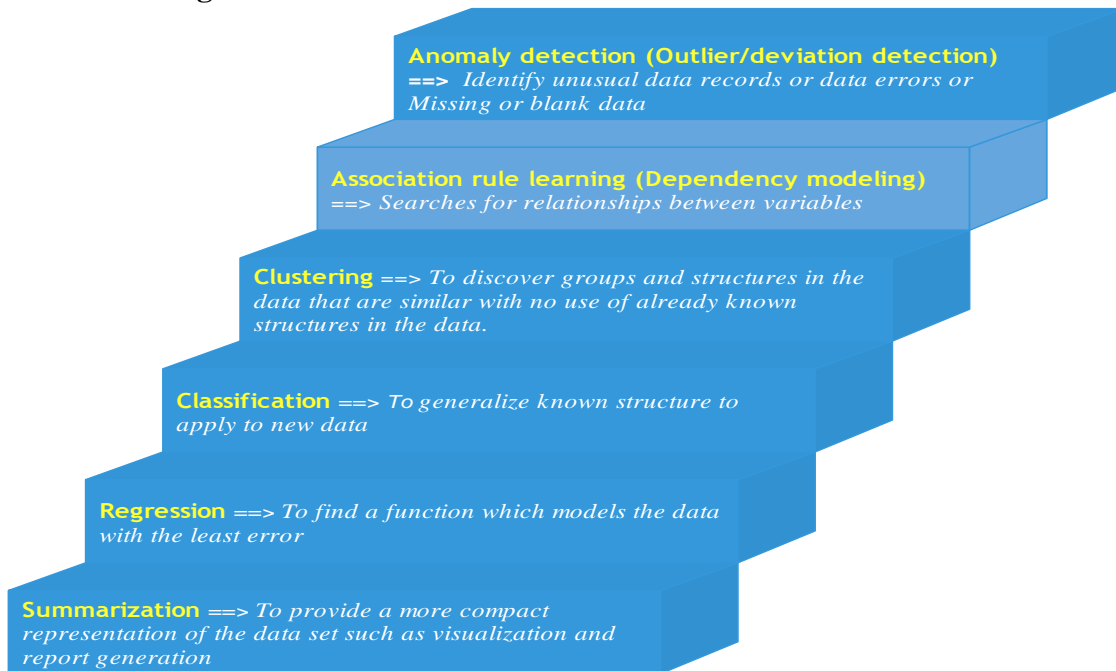 Anomaly detection (Outlier/deviation detection)
==> Identify unusual data records or data errors or
Missing or blank data
Association rule learning (Dependency modeling)
==> Searches for relationships between variables
Clustering ==> To discover groups and structures in the
data that are similar with no use of already known
structures in the data.
Classification ==> To generalize known structure to
apply to new data
Regression ==> To find a function which models the data
with the least error
Summarization ==> To provide a more compact
representation of the data set such as visualization and
report generation